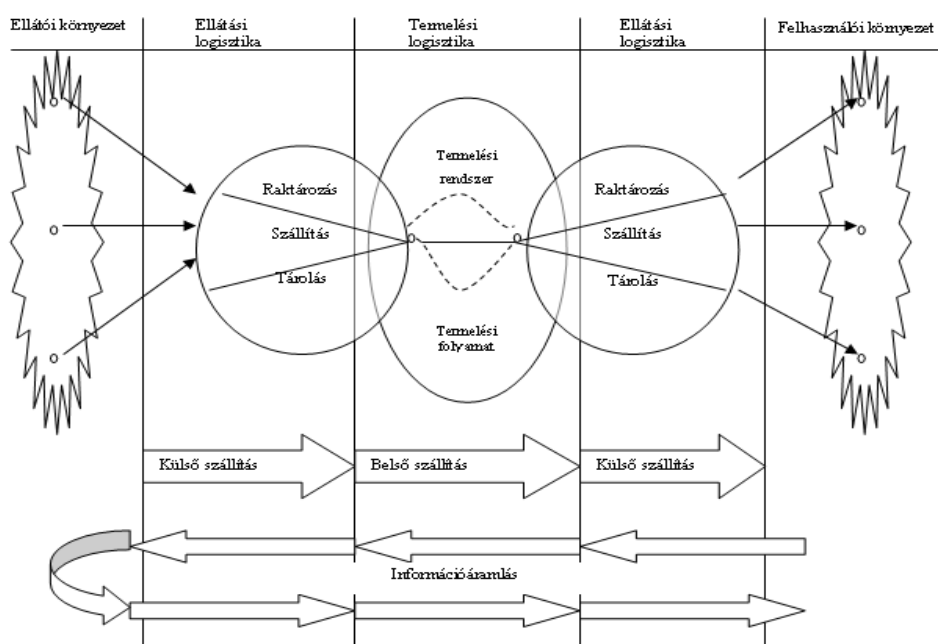 Ellátói környezet
Ellátási
logisztika
Termelési
logisztika
Ellátási
logisztika
Felhasználói környezet
Termelési
rendszer
Raktározás
Szállítás
Tárolás
Raktározás
Szállítás
Tárolás
Termelési
folyamat
Külső szállítás
Belső szállítás
Külső szállítás
Információáramlás